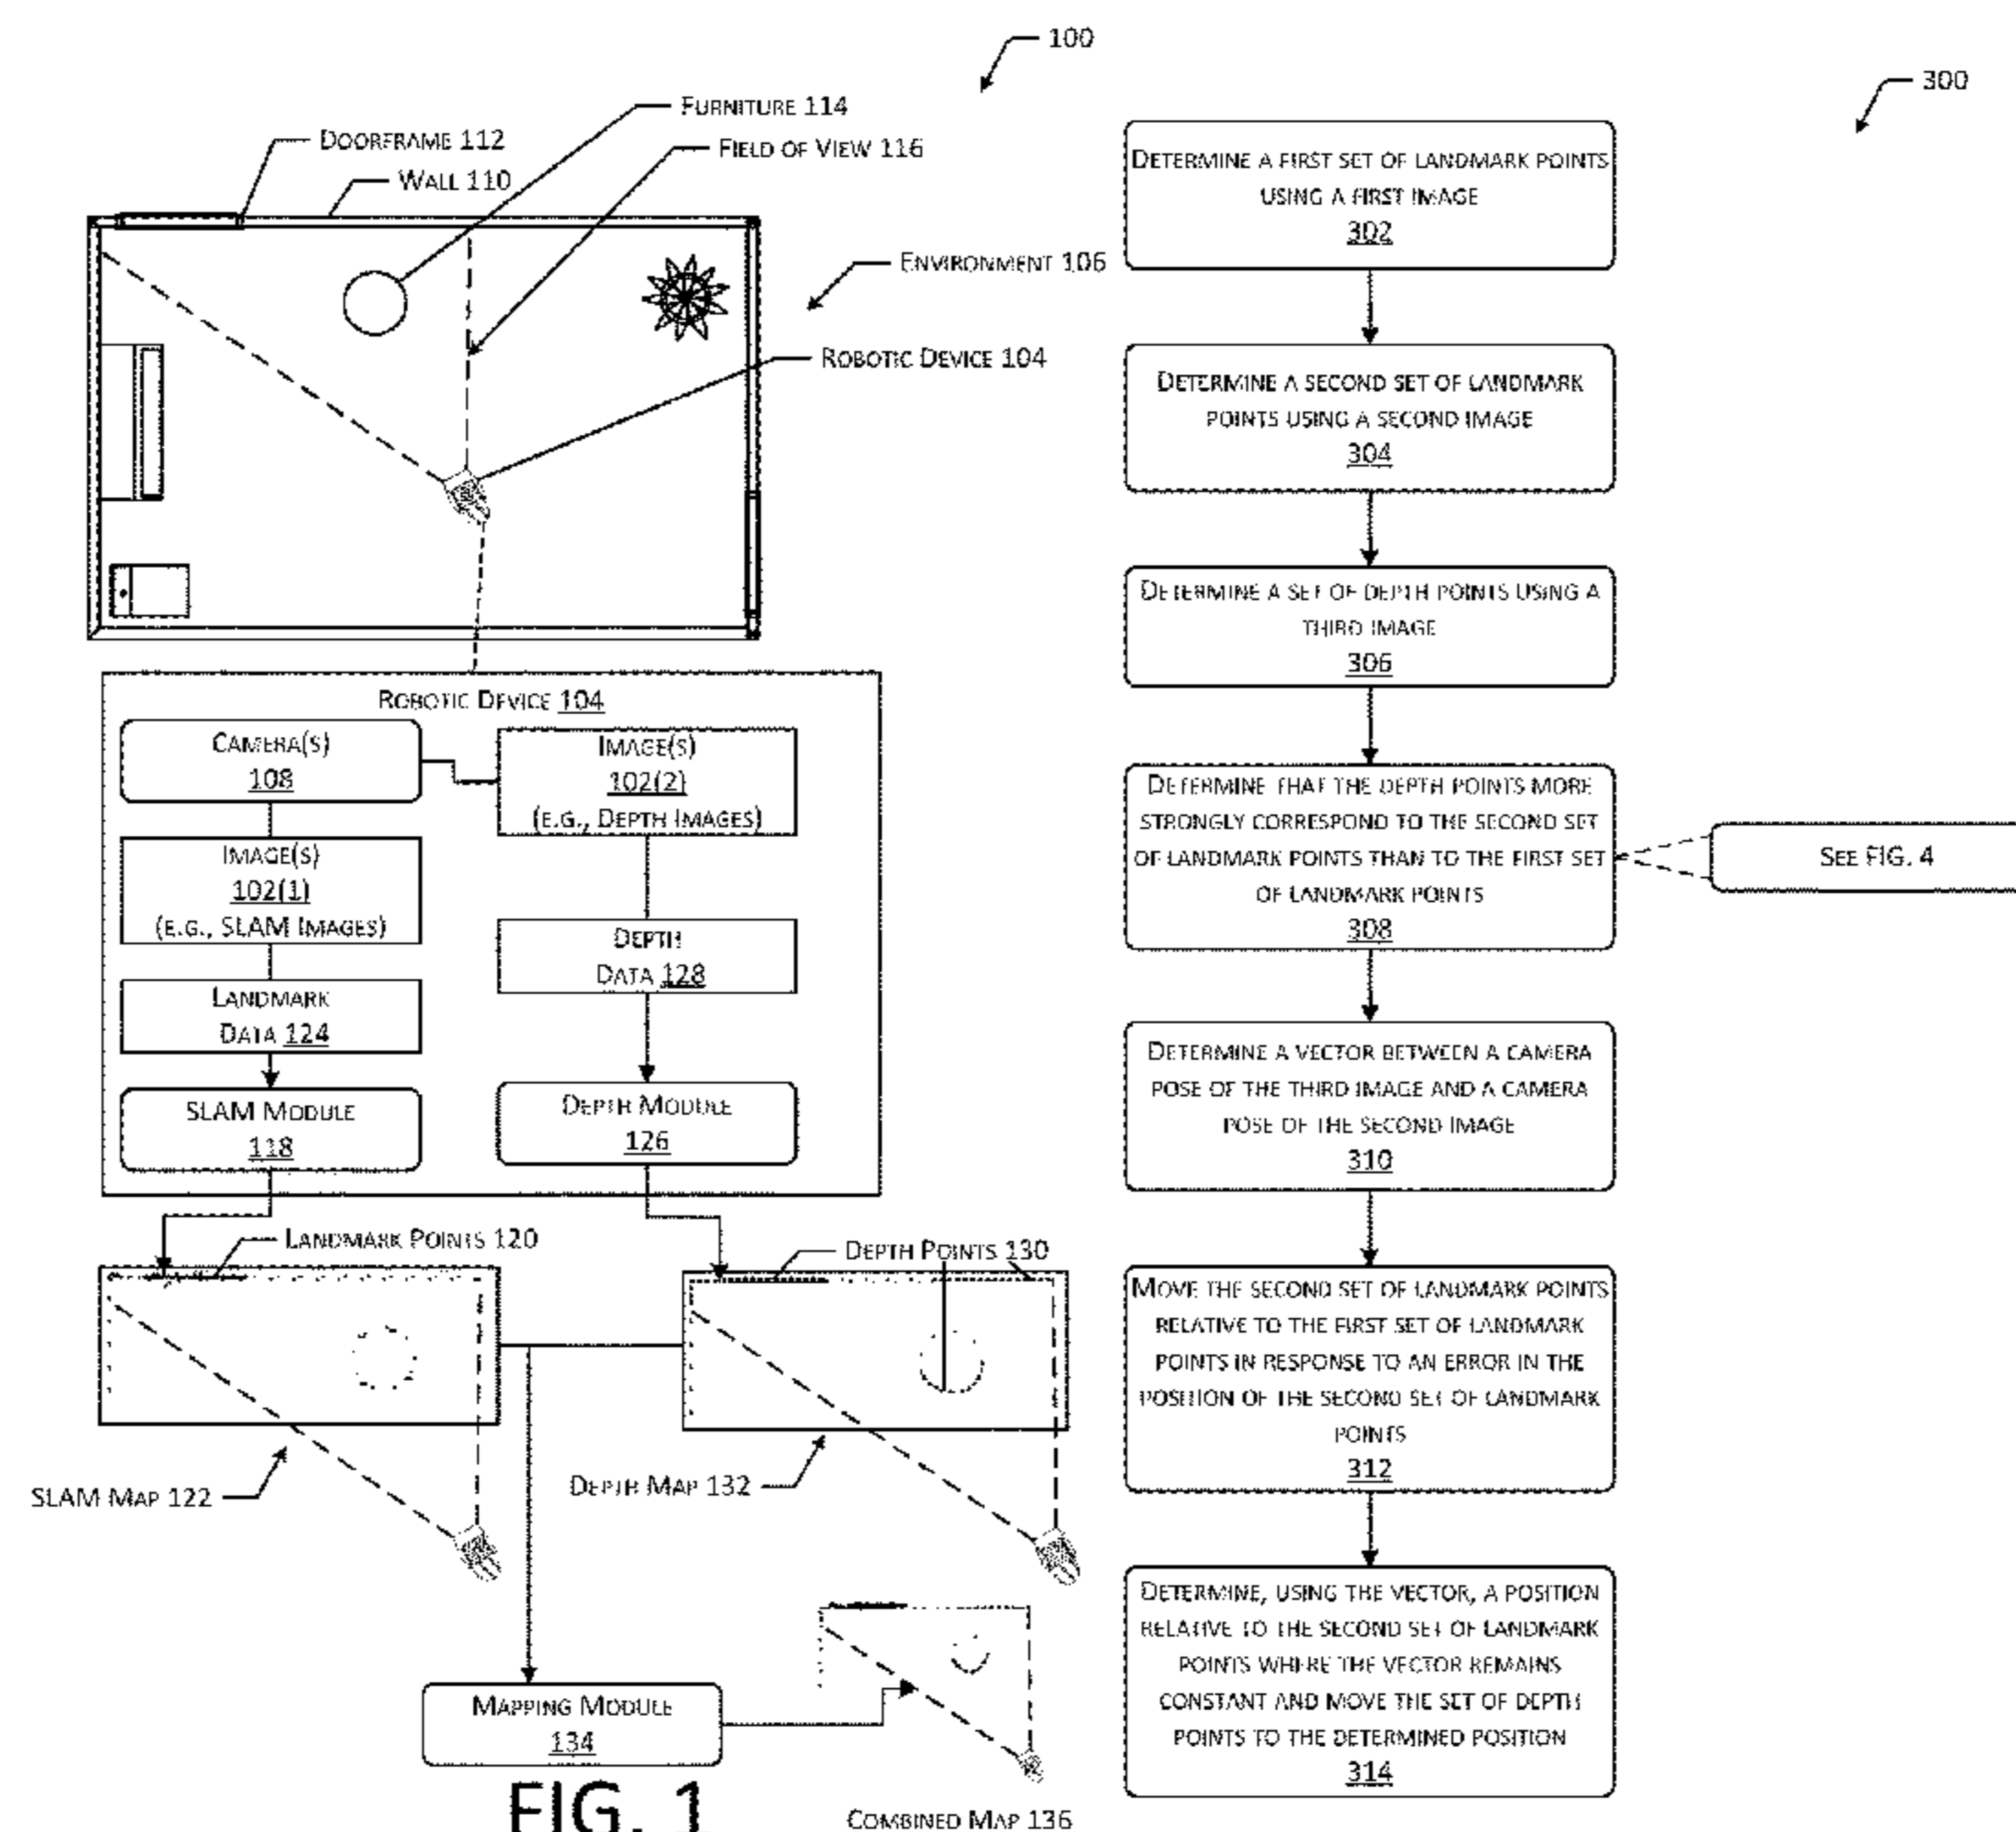 100
FURNITURE 114
DOORFRAME 112
FIELD OF VIEW 116
WALL 110
ENVIRONMENT 106
ROBOTIC DEVICE 104
ROBOTIC DEVICE 104
CAMERA(S)
108
IMAGE(S)
102(2)
(E.G., DEPTH IMAGES)
IMAGE(S)
102(1)
(E.G., SLAM IMAGES)
DEPTH
DATA 128
LANDMARK
DATA 124
SLAM MODULE
118
DEPTH MODULE
126
LANDMARK POINTS 120
DEPTH POINTS 130
SLAM MAP 122
DEPTH MAP 132
MAPPING MODULE
134
FIG. 1
COMBINED MAP 136
300
DETERMINE A FIRST SET OF LANDMARK POINTS
USING A FIRST IMAGE
302
DETERMINE A SECOND SET OF LANDMARK
POINTS USING A SECOND IMAGE
304
DETERMINE A SET OF DEPTH POINTS USING A
THIRD IMAGE
306
DETERMINE THAT THE DEPTH POINTS MORE
STRONGLY CORRESPOND TO THE SECOND SET
OF LANDMARK POINTS THAN TO THE FIRST SET
OF LANDMARK POINTS
308
SEE FIG. 4
DETERMINE A VECTOR BETWEEN A CAMERA
POSE OF THE THIRD IMAGE AND A CAMERA
POSE OF THE SECOND IMAGE
310
MOVE THE SECOND SET OF LANDMARK POINTS
RELATIVE TO THE FIRST SET OF LANDMARK
POINTS IN RESPONSE TO AN ERROR IN THE
POSITION OF THE SECOND SET OF LANDMARK
POINTS
312
DETERMINE, USING THE VECTOR, A POSITION
RELATIVE TO THE SECOND SET OF LANDMARK
POINTS WHERE THE VECTOR REMAINS
CONSTANT AND MOVE THE SET OF DEPTH
POINTS TO THE DETERMINED POSITION
314